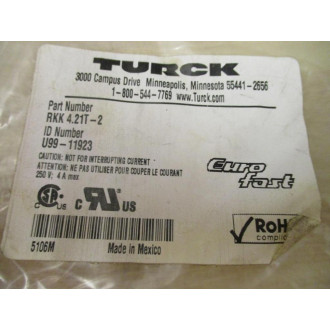 TURCK
3000 Campus Drive Minneapolis, Minnesota 55441-2656
1-800-544-7769 www.Turck.com
Part Number
RKK 4.21T-2
ID Number
U99-11923
CAUTION: NOT FOR INTERRUPTING CURRENT
ATTENTION: NE PAS UTILISER POUR COUPER LE COURANT
250 V; 4 A max.
Euro fast
C US
RoHS
complian
5106M
Made in Mexico